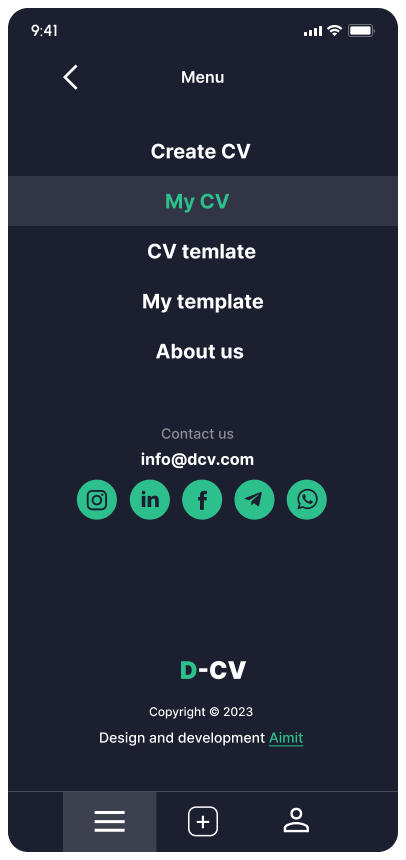 9:41
Menu
Create CV
My CV
CV temlate
My template
About us
Contact us
info@dcv.com
D-CV
Copyright © 2023
Design and development Aimit